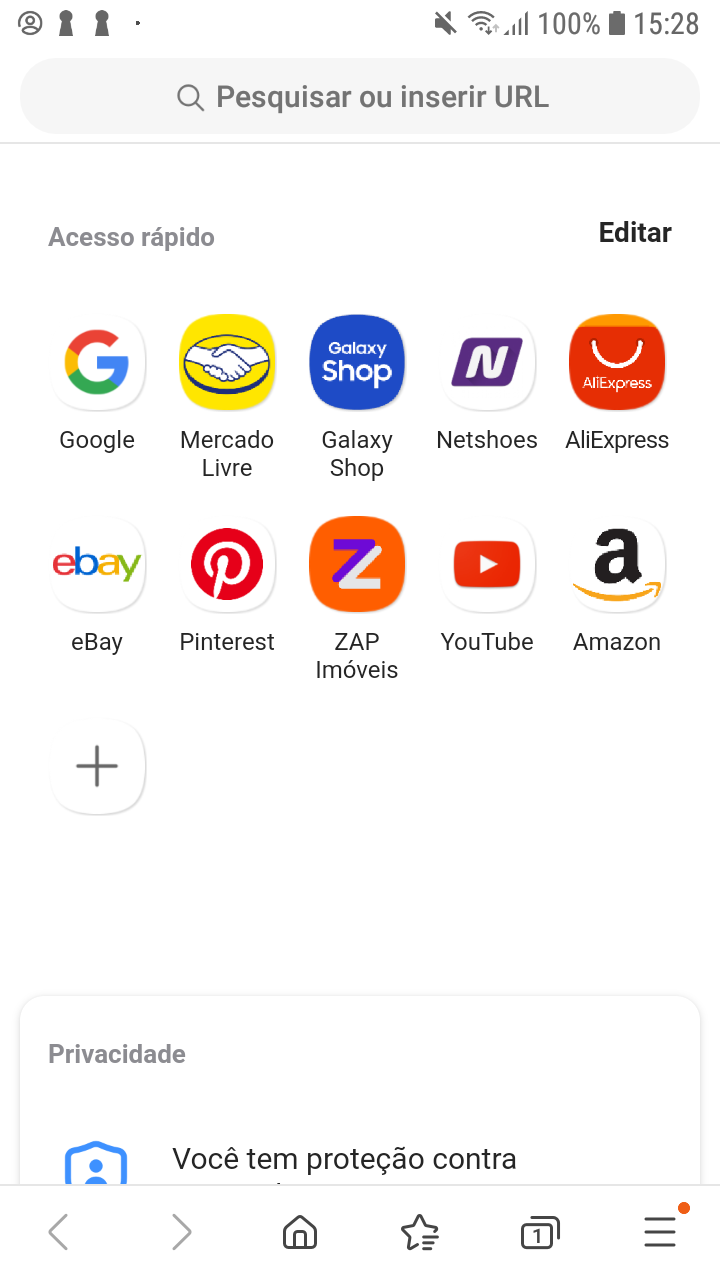 100% 15:28
Pesquisar ou inserir URL
Acesso rápido
Editar
Galaxy
Shop
N
AliExpress
Google
Mercado
Livre
Galaxy
Shop
Netshoes
AliExpress
ebay
Z
a
eBay
Pinterest
ZAP
Imóveis
YouTube
Amazon
Privacidade
Você tem proteção contra
1